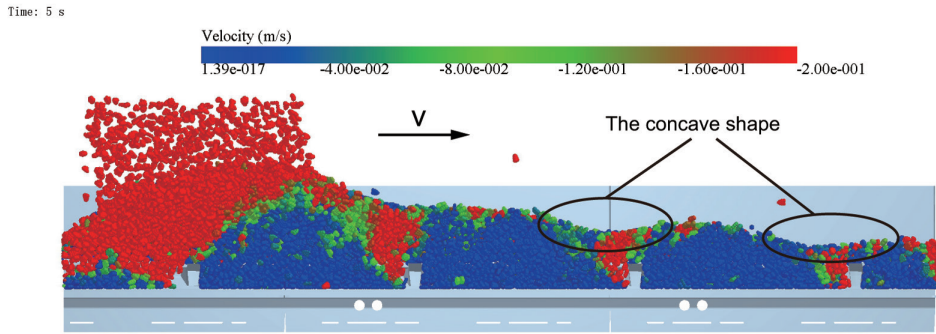 Time: 5 s
Velocity (m/s)
1.39e-017 -4.00e-002 -8.00e-002 -1.20e-001 -1.60e-001 -2.00e-001
V
The concave shape